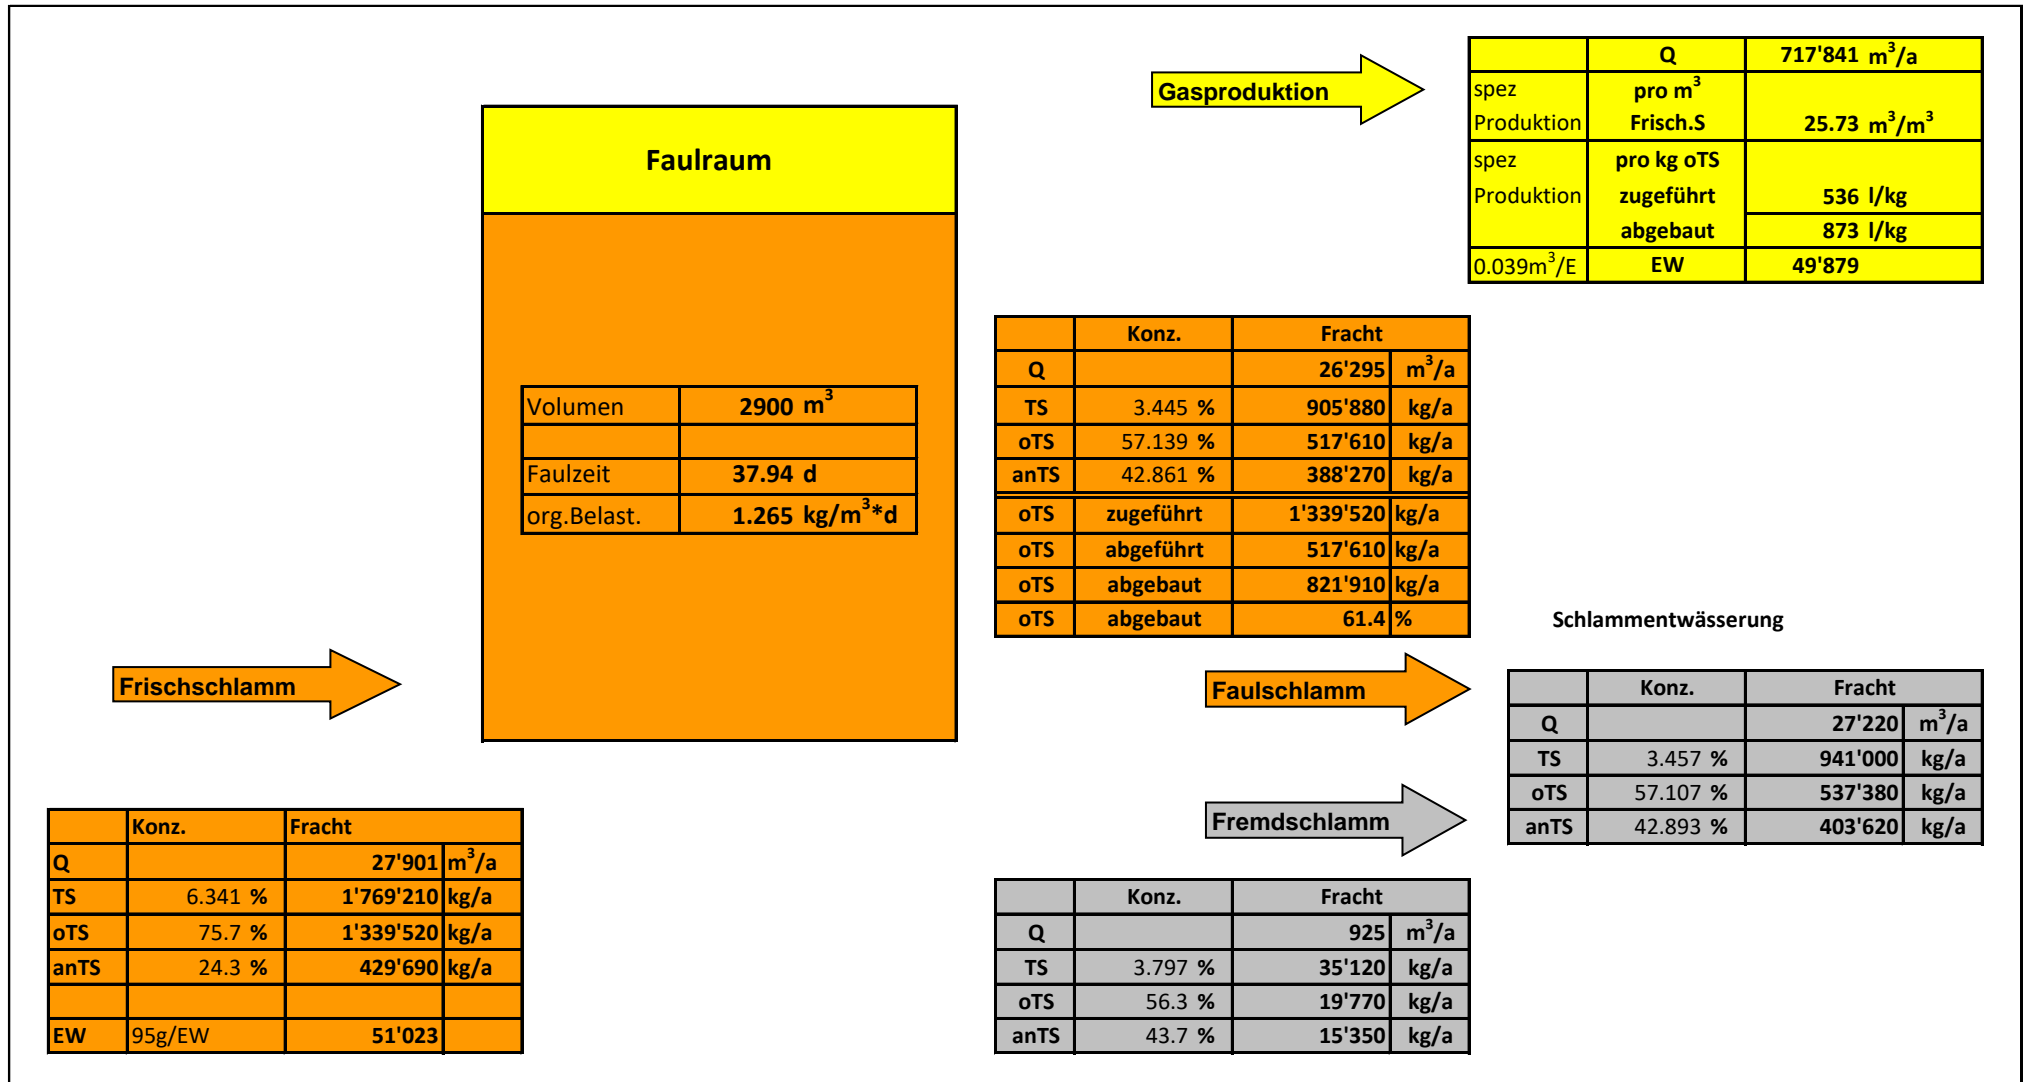 Gasproduktion
Q 717'841 m³/a
spez pro m³
Produktion Frisch.S 25.73 m³/m³
spez pro kg oTS
Produktion zugeführt 536 l/kg
abgebaut 873 l/kg
0.039m³/E EW 49'879
Faulraum
Volumen 2900 m³
Faulzeit 37.94 d
org.Belast. 1.265 kg/m³*d
Konz. Fracht
Q 26'295 m³/a
TS 3.445 % 905'880 kg/a
oTS 57.139 % 517'610 kg/a
anTS 42.861 % 388'270 kg/a
oTS zugeführt 1'339'520 kg/a
oTS abgeführt 517'610 kg/a
oTS abgebaut 821'910 kg/a
oTS abgebaut 61.4 %
Schlammentwässerung
Frischschlamm
Faulschlamm
Konz. Fracht
Q 27'220 m³/a
TS 3.457 % 941'000 kg/a
oTS 57.107 % 537'380 kg/a
anTS 42.893 % 403'620 kg/a
Fremdschlamm
Konz. Fracht
Q 27'901 m³/a
TS 6.341 % 1'769'210 kg/a
oTS 75.7 % 1'339'520 kg/a
anTS 24.3 % 429'690 kg/a
EW 95g/EW 51'023
Konz. Fracht
Q 925 m³/a
TS 3.797 % 35'120 kg/a
oTS 56.3 % 19'770 kg/a
anTS 43.7 % 15'350 kg/a